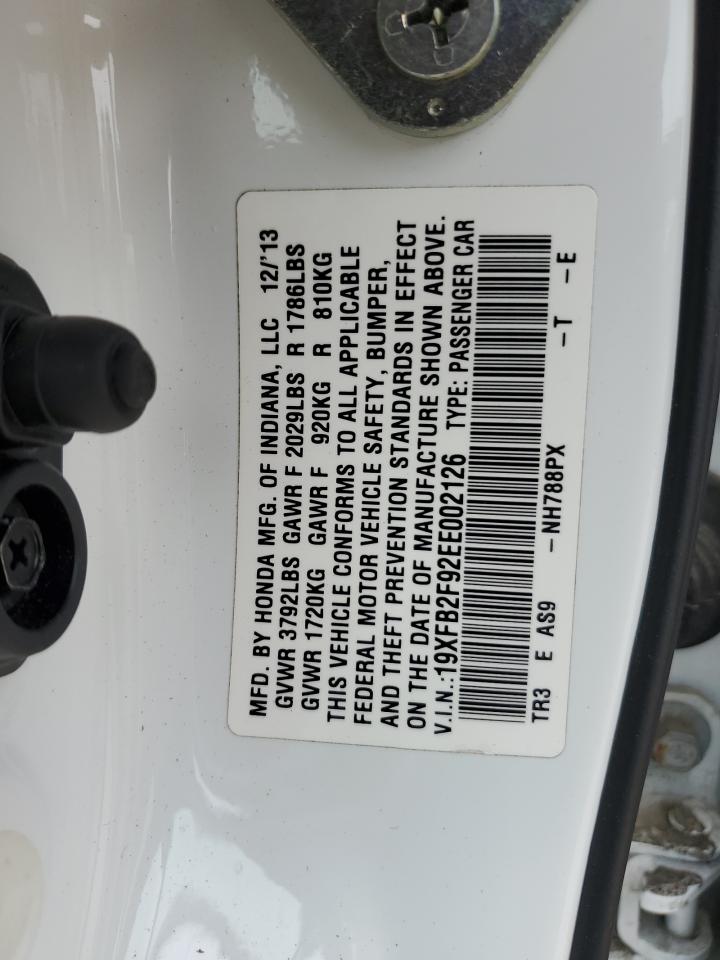 MFD. BY HONDA MFG. OF INDIANA, LLC 12/'13
GVWR 3792LBS GAWR F 2029LBS R 1786LBS
GVWR 1720KG GAWR F 920KG R 810KG
THIS VEHICLE CONFORMS TO ALL APPLICABLE
FEDERAL MOTOR VEHICLE SAFETY, BUMPER,
AND THEFT PREVENTION STANDARDS IN EFFECT
ON THE DATE OF MANUFACTURE SHOWN ABOVE.
V.I.N.:19XFB2F92EE002126 TYPE: PASSENGER CAR
TR3 E AS9 -NH788PX -T -E